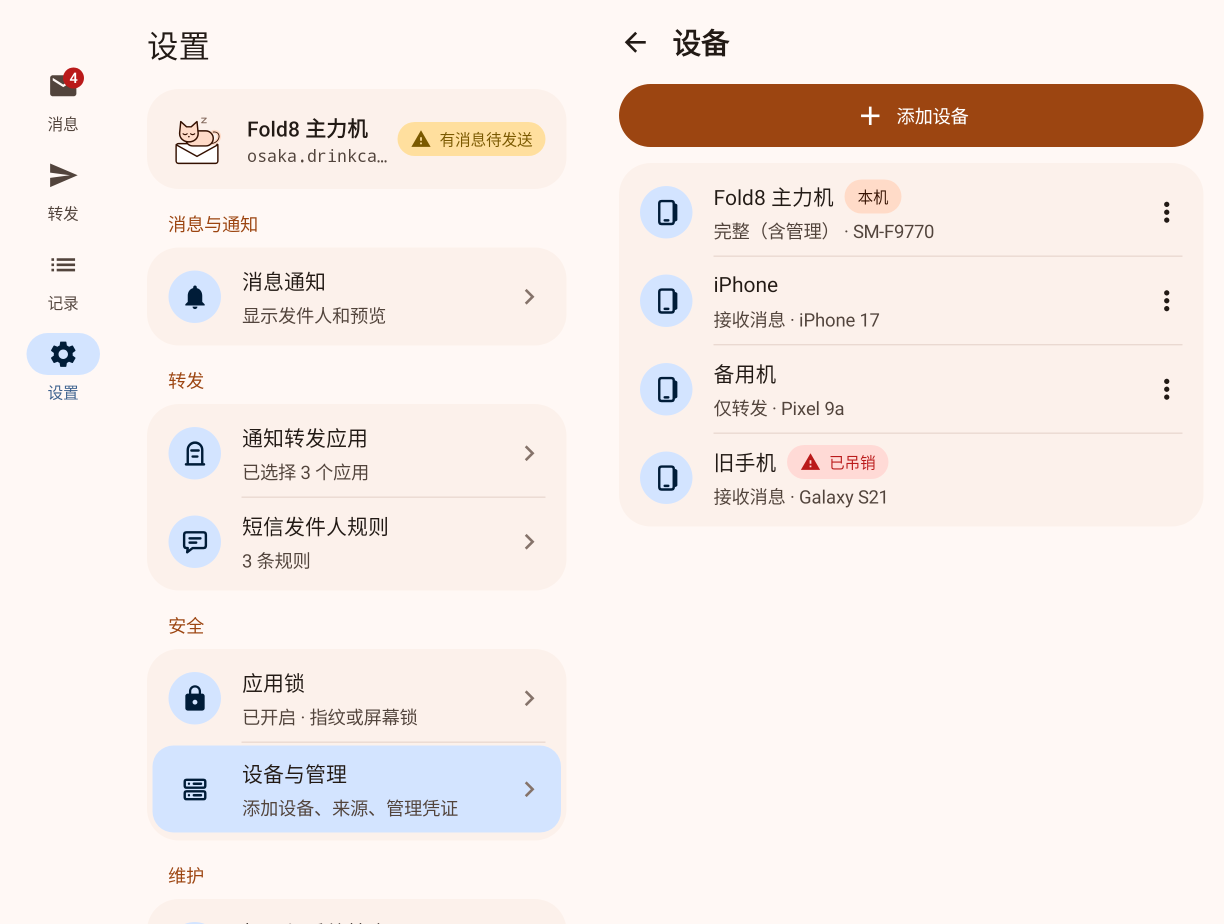 4
消息
转发
记录
设置
设置
z
Fold8 主力机
osaka.drinkca…
有消息待发送
消息与通知
消息通知
显示发件人和预览
转发
通知转发应用
已选择 3 个应用
短信发件人规则
3 条规则
安全
应用锁
已开启 · 指纹或屏幕锁
设备与管理
添加设备、来源、管理凭证
维护
设备
添加设备
Fold8 主力机 本机
完整（含管理） · SM-F9770
iPhone
接收消息 · iPhone 17
备用机
仅转发 · Pixel 9a
旧手机 已吊销
接收消息 · Galaxy S21